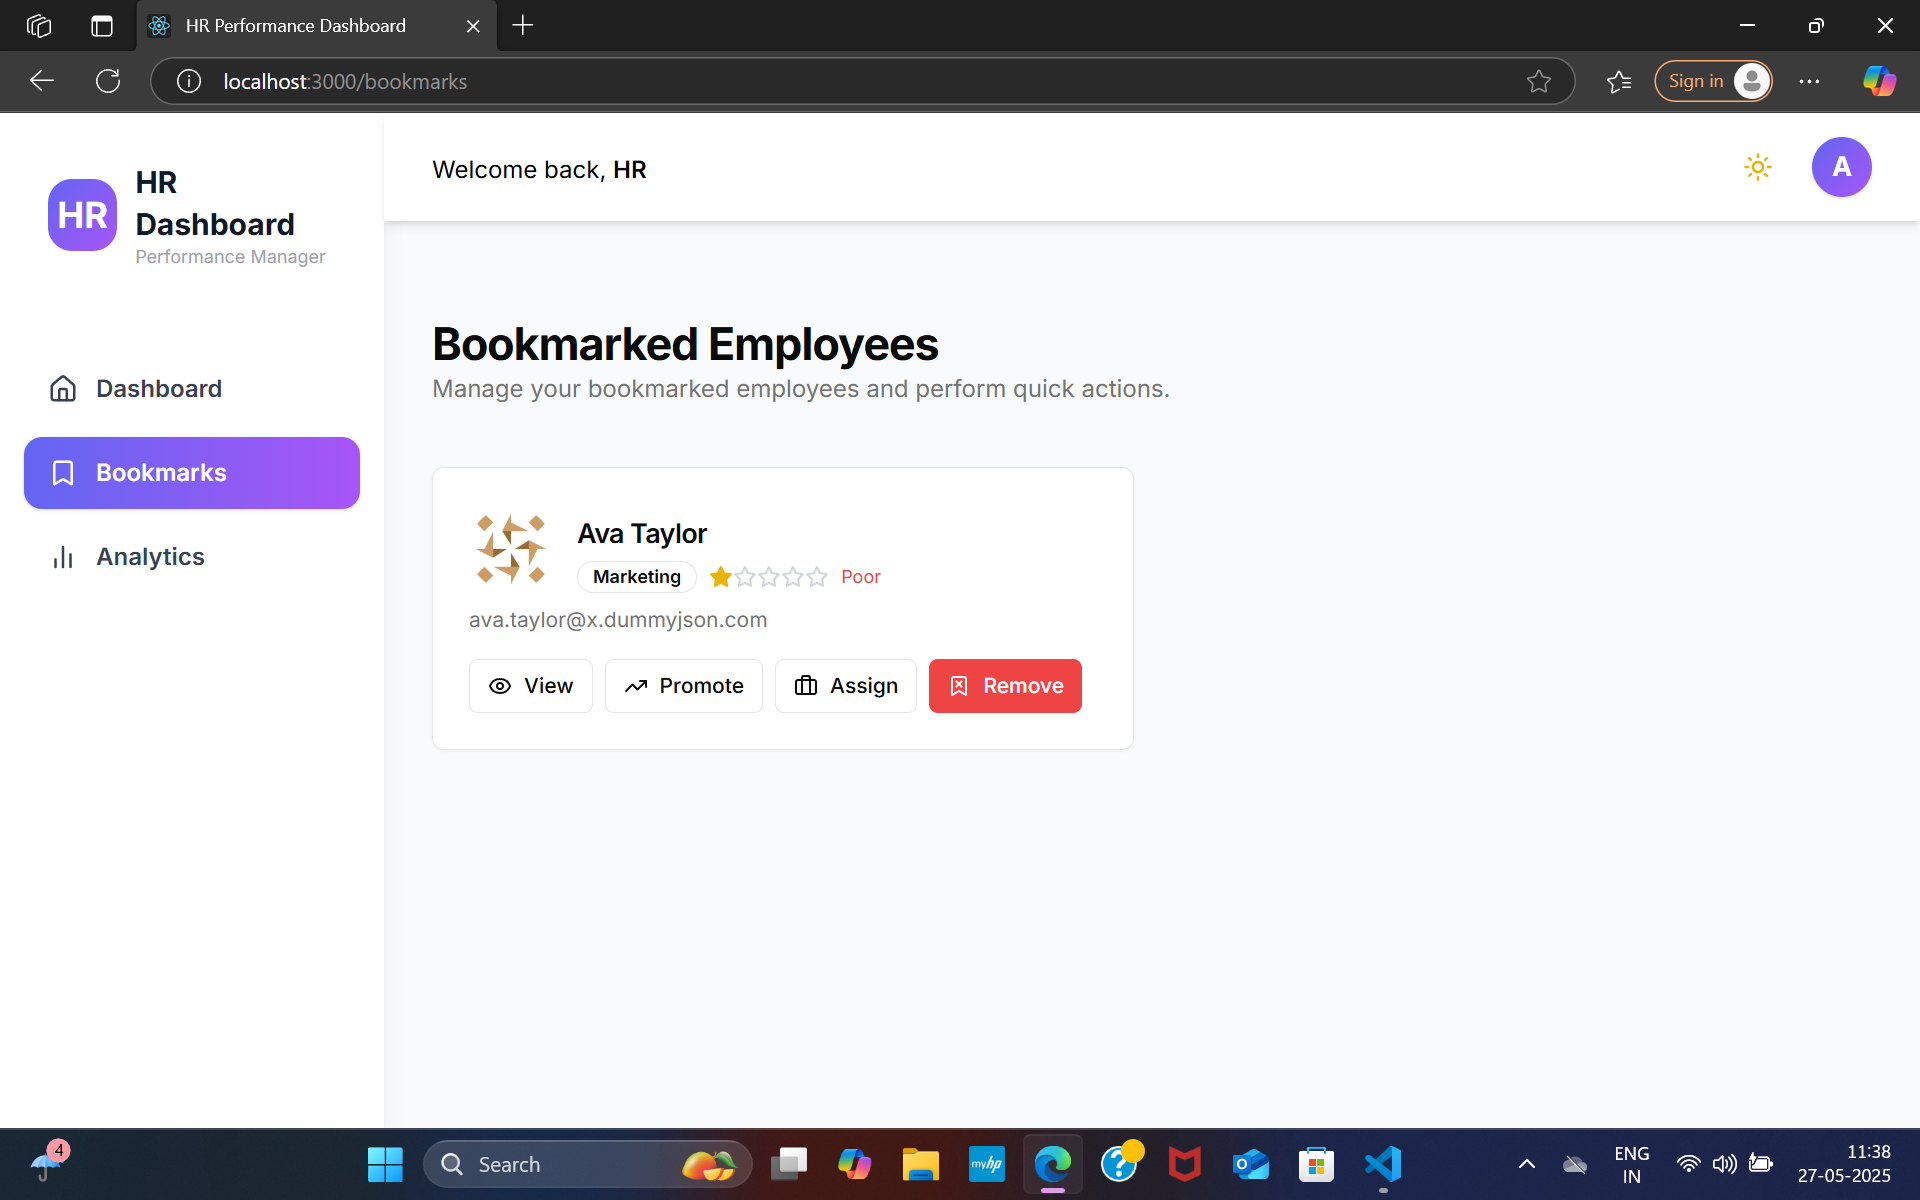 HR Performance Dashboard
localhost:3000/bookmarks
Sign in
HR
HR
Dashboard
Performance Manager
Welcome back, HR
A
Dashboard
Bookmarks
Analytics
Bookmarked Employees
Manage your bookmarked employees and perform quick actions.
Ava Taylor
Marketing
Poor
ava.taylor@x.dummyjson.com
View
Promote
Assign
Remove
4
Search
myhp
ENG
IN
11:38
27-05-2025